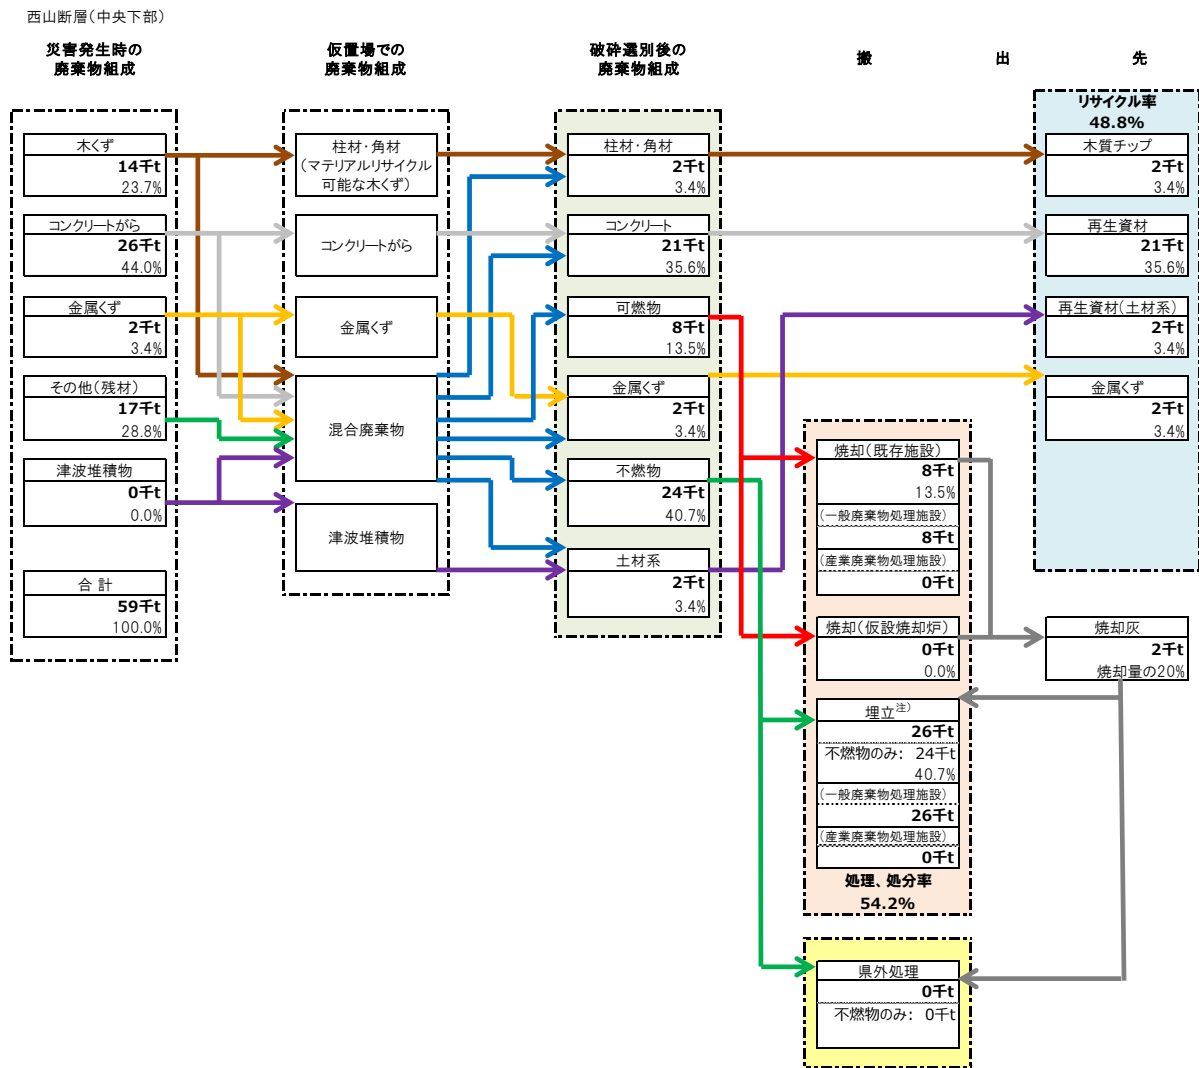 西山断層（中央下部）
災害発生時の
廃棄物組成
仮置場での
廃棄物組成
破砕選別後の
廃棄物組成
搬 出 先
木くず
14千t
23.7%
コンクリートがら
26千t
44.0%
金属くず
2千t
3.4%
その他（残材）
17千t
28.8%
津波堆積物
0千t
0.0%
合 計
59千t
100.0%
柱材・角材
（マテリアルリサイクル
可能な木くず）
コンクリートがら
金属くず
混合廃棄物
津波堆積物
柱材・角材
2千t
3.4%
コンクリート
21千t
35.6%
可燃物
8千t
13.5%
金属くず
2千t
3.4%
不燃物
24千t
40.7%
土材系
2千t
3.4%
焼却（既存施設）
8千t
13.5%
（一般廃棄物処理施設）
8千t
（産業廃棄物処理施設）
0千t
焼却（仮設焼却炉）
0千t
0.0%
埋立注）
26千t
不燃物のみ： 24千t
40.7%
（一般廃棄物処理施設）
26千t
（産業廃棄物処理施設）
0千t
処理、処分率
54.2%
県外処理
0千t
不燃物のみ： 0千t
リサイクル率
48.8%
木質チップ
2千t
3.4%
再生資材
21千t
35.6%
再生資材（土材系）
2千t
3.4%
金属くず
2千t
3.4%
焼却灰
2千t
焼却量の20%